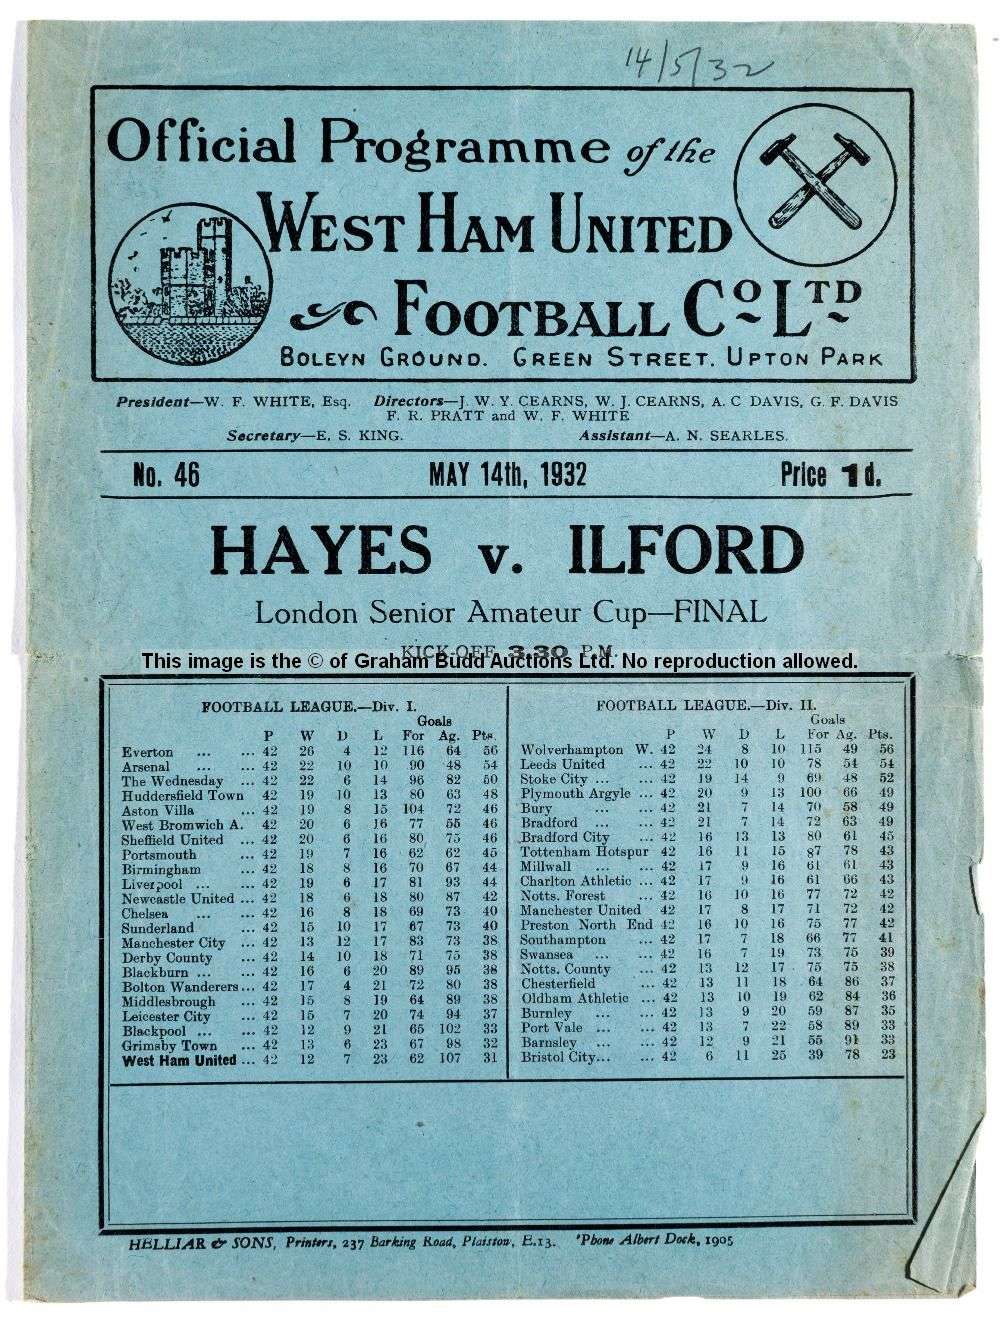 14/5/32
Official Programme of the
WEST HAM UNITED
FOOTBALL CO LTD
BOLEYN GROUND. GREEN STREET. UPTON PARK
President—W. F. WHITE, Esq. Directors—J. W. Y. CEARNS, W. J. CEARNS, A. C DAVIS, G. F. DAVIS
F. R. PRATT and W. F. WHITE
Secretary—E. S. KING. Assistant—A. N. SEARLES.
No. 46 MAY 14th, 1932 Price 1d.
HAYES v. ILFORD
London Senior Amateur Cup—FINAL
KICK-OFF 3.30 P.M.
This image is the © of Graham Budd Auctions Ltd. No reproduction allowed.
FOOTBALL LEAGUE.—Div. I.
Goals
P W D L For Ag. Pts.
Everton ... ... 42 26 4 12 116 64 56
Arsenal ... ... 42 22 10 10 90 48 54
The Wednesday ... 42 22 6 14 96 82 50
Huddersfield Town 42 19 10 13 80 63 48
Aston Villa ... 42 19 8 15 104 72 46
West Bromwich A. 42 20 6 16 77 55 46
Sheffield United ... 42 20 6 16 80 75 46
Portsmouth ... 42 19 7 16 62 62 45
Birmingham ... 42 18 8 16 70 67 44
Liverpool ... ... 42 19 6 17 81 93 44
Newcastle United ... 42 18 6 18 80 87 42
Chelsea ... ... 42 16 8 18 69 73 40
Sunderland ... 42 15 10 17 67 73 40
Manchester City ... 42 13 12 17 83 73 38
Derby County ... 42 14 10 18 71 75 38
Blackburn ... ... 42 16 6 20 89 95 38
Bolton Wanderers... 42 17 4 21 72 80 38
Middlesbrough ... 42 15 8 19 64 89 38
Leicester City ... 42 15 7 20 74 94 37
Blackpool ... ... 42 12 9 21 65 102 33
Grimsby Town ... 42 13 6 23 67 98 32
West Ham United ... 42 12 7 23 62 107 31
FOOTBALL LEAGUE.—Div. II.
Goals
P W D L For Ag. Pts.
Wolverhampton W. 42 24 8 10 115 49 56
Leeds United ... 42 22 10 10 78 54 54
Stoke City ... ... 42 19 14 9 69 48 52
Plymouth Argyle ... 42 20 9 13 100 66 49
Bury ... ... 42 21 7 14 70 58 49
Bradford ... ... 42 21 7 14 72 63 49
Bradford City ... 42 16 13 13 80 61 45
Tottenham Hotspur 42 16 11 15 87 78 43
Millwall ... ... 42 17 9 16 61 61 43
Charlton Athletic ... 42 17 9 16 61 66 43
Notts. Forest ... 42 16 10 16 77 72 42
Manchester United 42 17 8 17 71 72 42
Preston North End 42 16 10 16 75 77 42
Southampton ... 42 17 7 18 66 77 41
Swansea ... ... 42 16 7 19 73 75 39
Notts. County ... 42 13 12 17 75 75 38
Chesterfield ... 42 13 11 18 64 86 37
Oldham Athletic ... 42 13 10 19 62 84 36
Burnley ... ... 42 13 9 20 59 87 35
Port Vale ... ... 42 13 7 22 58 89 33
Barnsley ... ... 42 12 9 21 55 91 33
Bristol City... ... 42 6 11 25 39 78 23
HELLIAR & SONS, Printers, 237 Barking Road, Plaistow, E.13. 'Phone Albert Dock, 1905